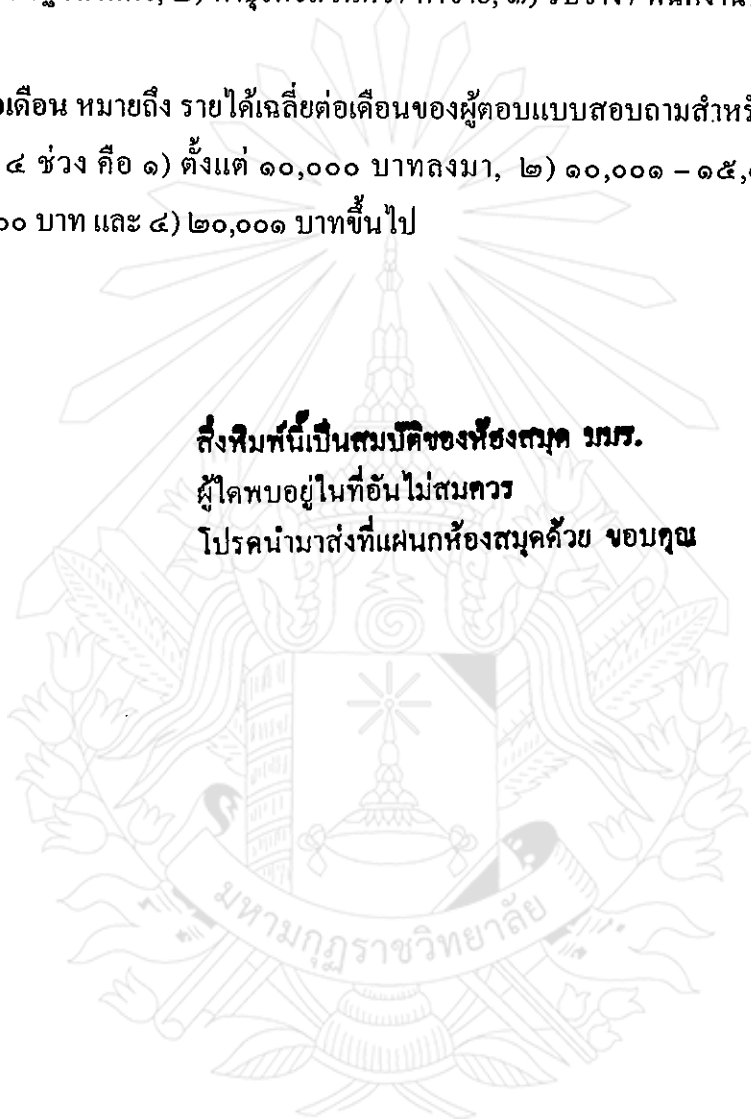 อเดือน หมายถึง รายได้เฉลี่ยต่อเดือนของผู้ตอบแบบสอบถามสำหรั
๔ ช่วง คือ ๑) ตั้งแต่ ๑๐,๐๐๐ บาทลงมา, ๒) ๑๐,๐๐๑ – ๑๕,
๐๐ บาท และ ๔) ๒๐,๐๐๑ บาทขึ้นไป
สิ่งพิมพ์นี้เป็นสมบัติของห้องสมุด มมร.
ผู้ใดพบอยู่ในที่อันไม่สมควร
โปรดนำมาส่งที่แผนกห้องสมุดด้วย ขอบคุณ
มหามกุฏราชวิทยาลัย